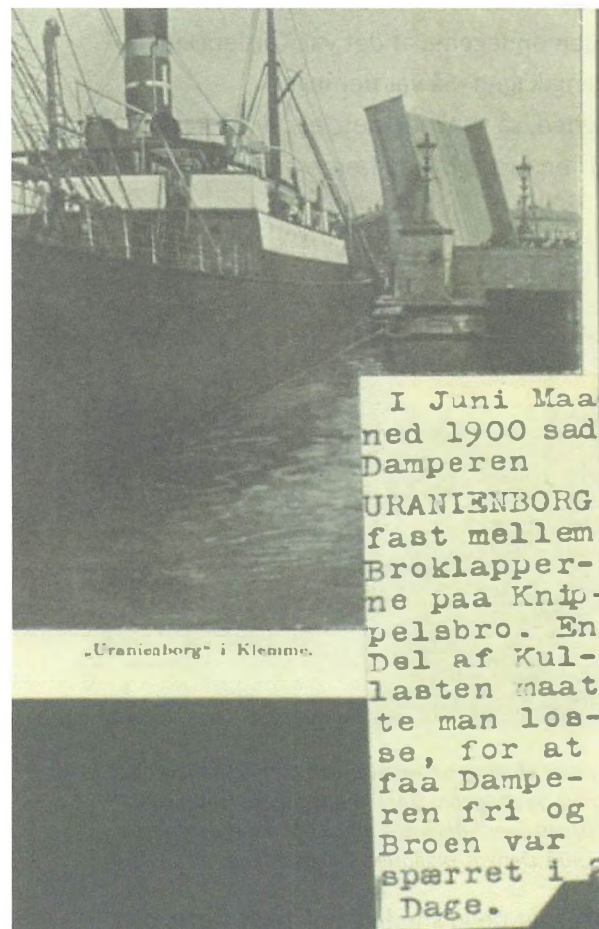 „Uranienborg“ i Klemme.
I Juni Maa
ned 1900 sad
Damperen
URANIENBORG
fast mellem
Broklapper-
ne paa Knip-
pelsbro. En
Del af Kul-
lasten maat
te man los-
se, for at
faa Dampe-
ren fri og
Broen var
spærret i
Dage.